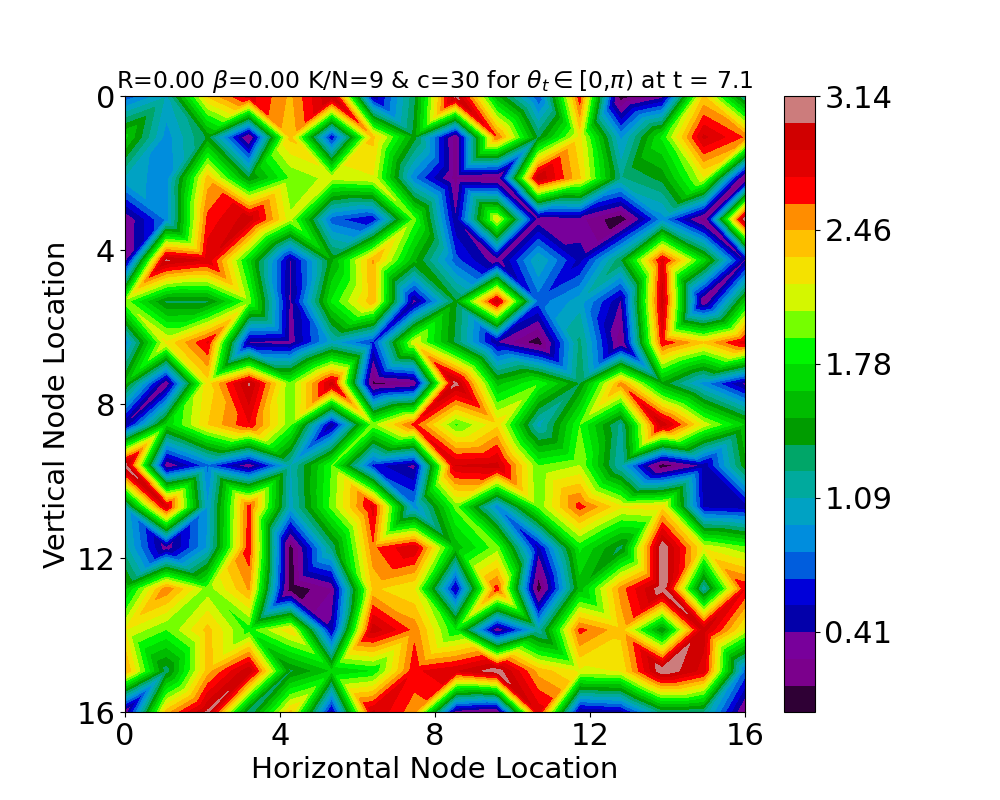 R=0.00 β=0.00 K/N=9 & c=30 for θₜ ∈ [0,π) at t = 7.1
0
4
8
12
16
0 4 8 12 16
Vertical Node Location
Horizontal Node Location
3.14
2.46
1.78
1.09
0.41